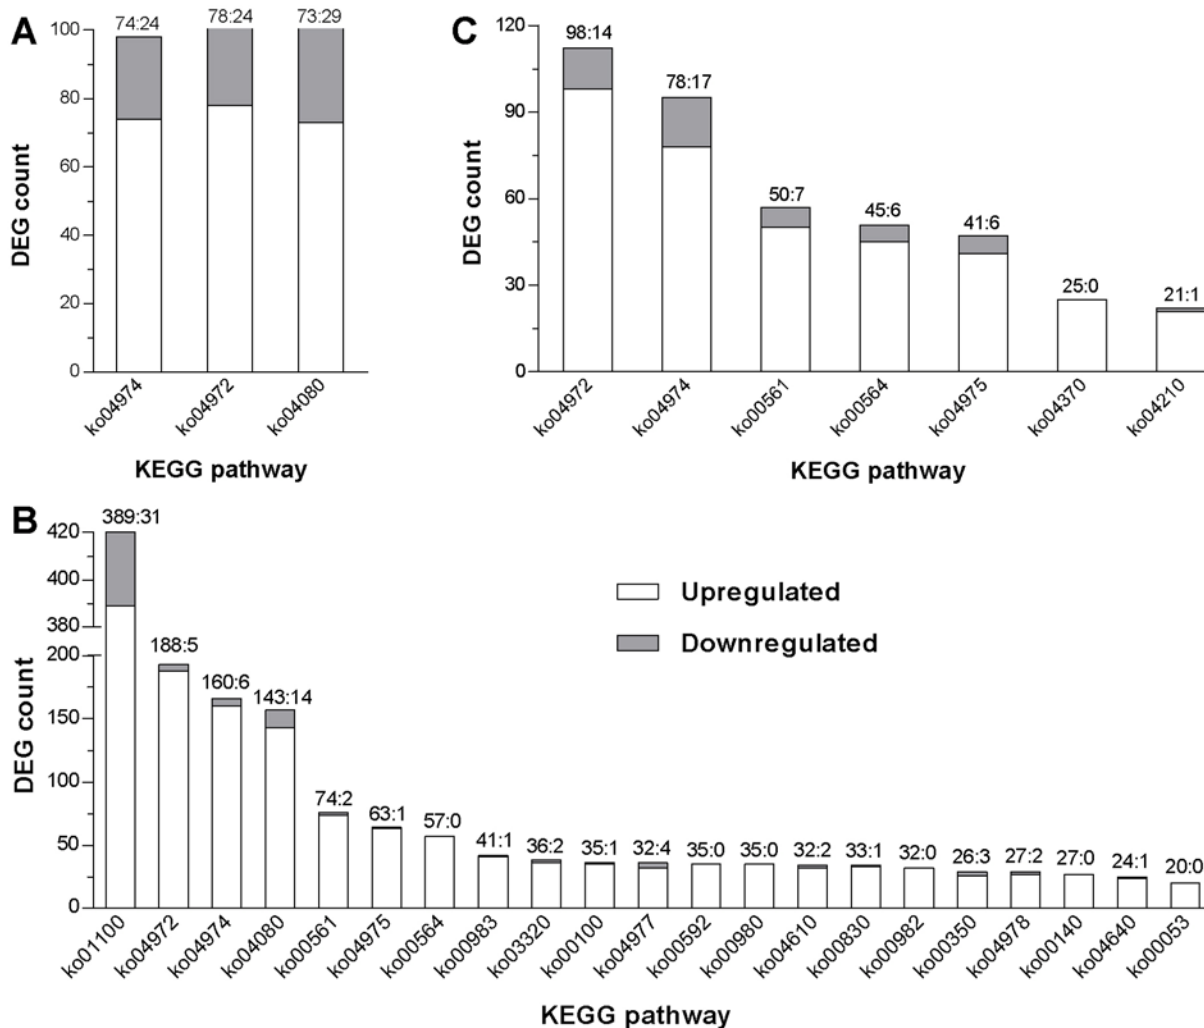 A
74:24 78:24 73:29
100
80
60
40
20
0
DEG count
ko04974 ko04972 ko04080
KEGG pathway
C
98:14 78:17 50:7 45:6 41:6 25:0 21:1
120
90
60
30
0
DEG count
ko04972 ko04974 ko00561 ko00564 ko04975 ko04370 ko04210
KEGG pathway
B
389:31 188:5 160:6 143:14 74:2 63:1 57:0 41:1 36:2 35:1 32:4 35:0 35:0 32:2 33:1 32:0 26:3 27:2 27:0 24:1 20:0
420
400
380
200
150
100
50
0
DEG count
Upregulated
Downregulated
ko01100 ko04972 ko04974 ko04080 ko00561 ko04975 ko00564 ko00983 ko03320 ko00100 ko04977 ko00592 ko00980 ko04610 ko00830 ko00982 ko00350 ko04978 ko00140 ko04640 ko00053
KEGG pathway